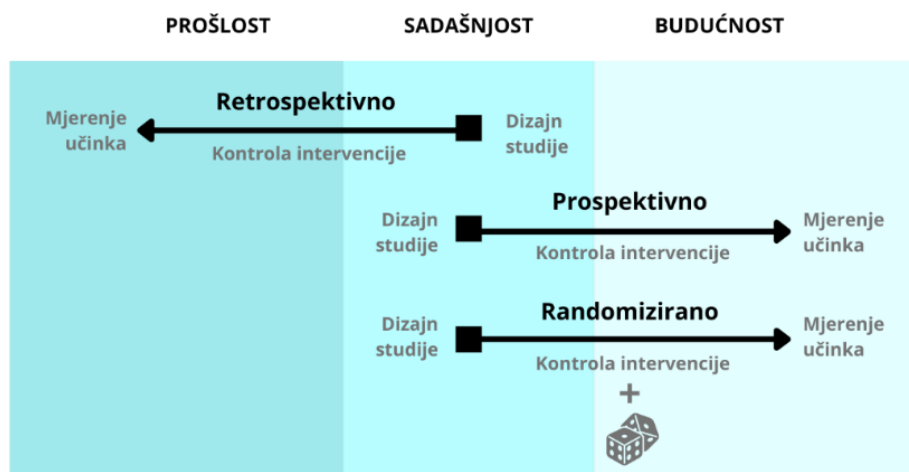 PROŠLOST
SADAŠNJOST
BUDUĆNOST
Retrospektivno
Mjerenje
učinka
Kontrola intervencije
Dizajn
studije
Prospektivno
Dizajn
studije
Kontrola intervencije
Mjerenje
učinka
Randomizirano
Dizajn
studije
Kontrola intervencije
Mjerenje
učinka
+